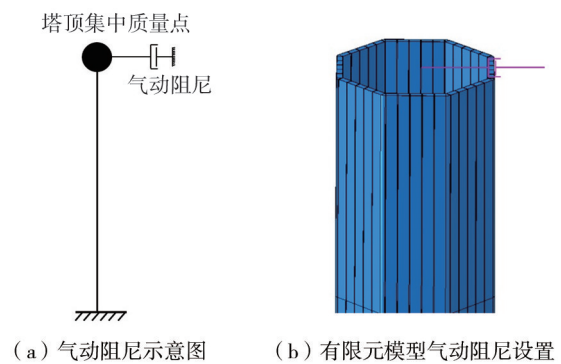 塔顶集中质量点
气动阻尼
（a）气动阻尼示意图
（b）有限元模型气动阻尼设置